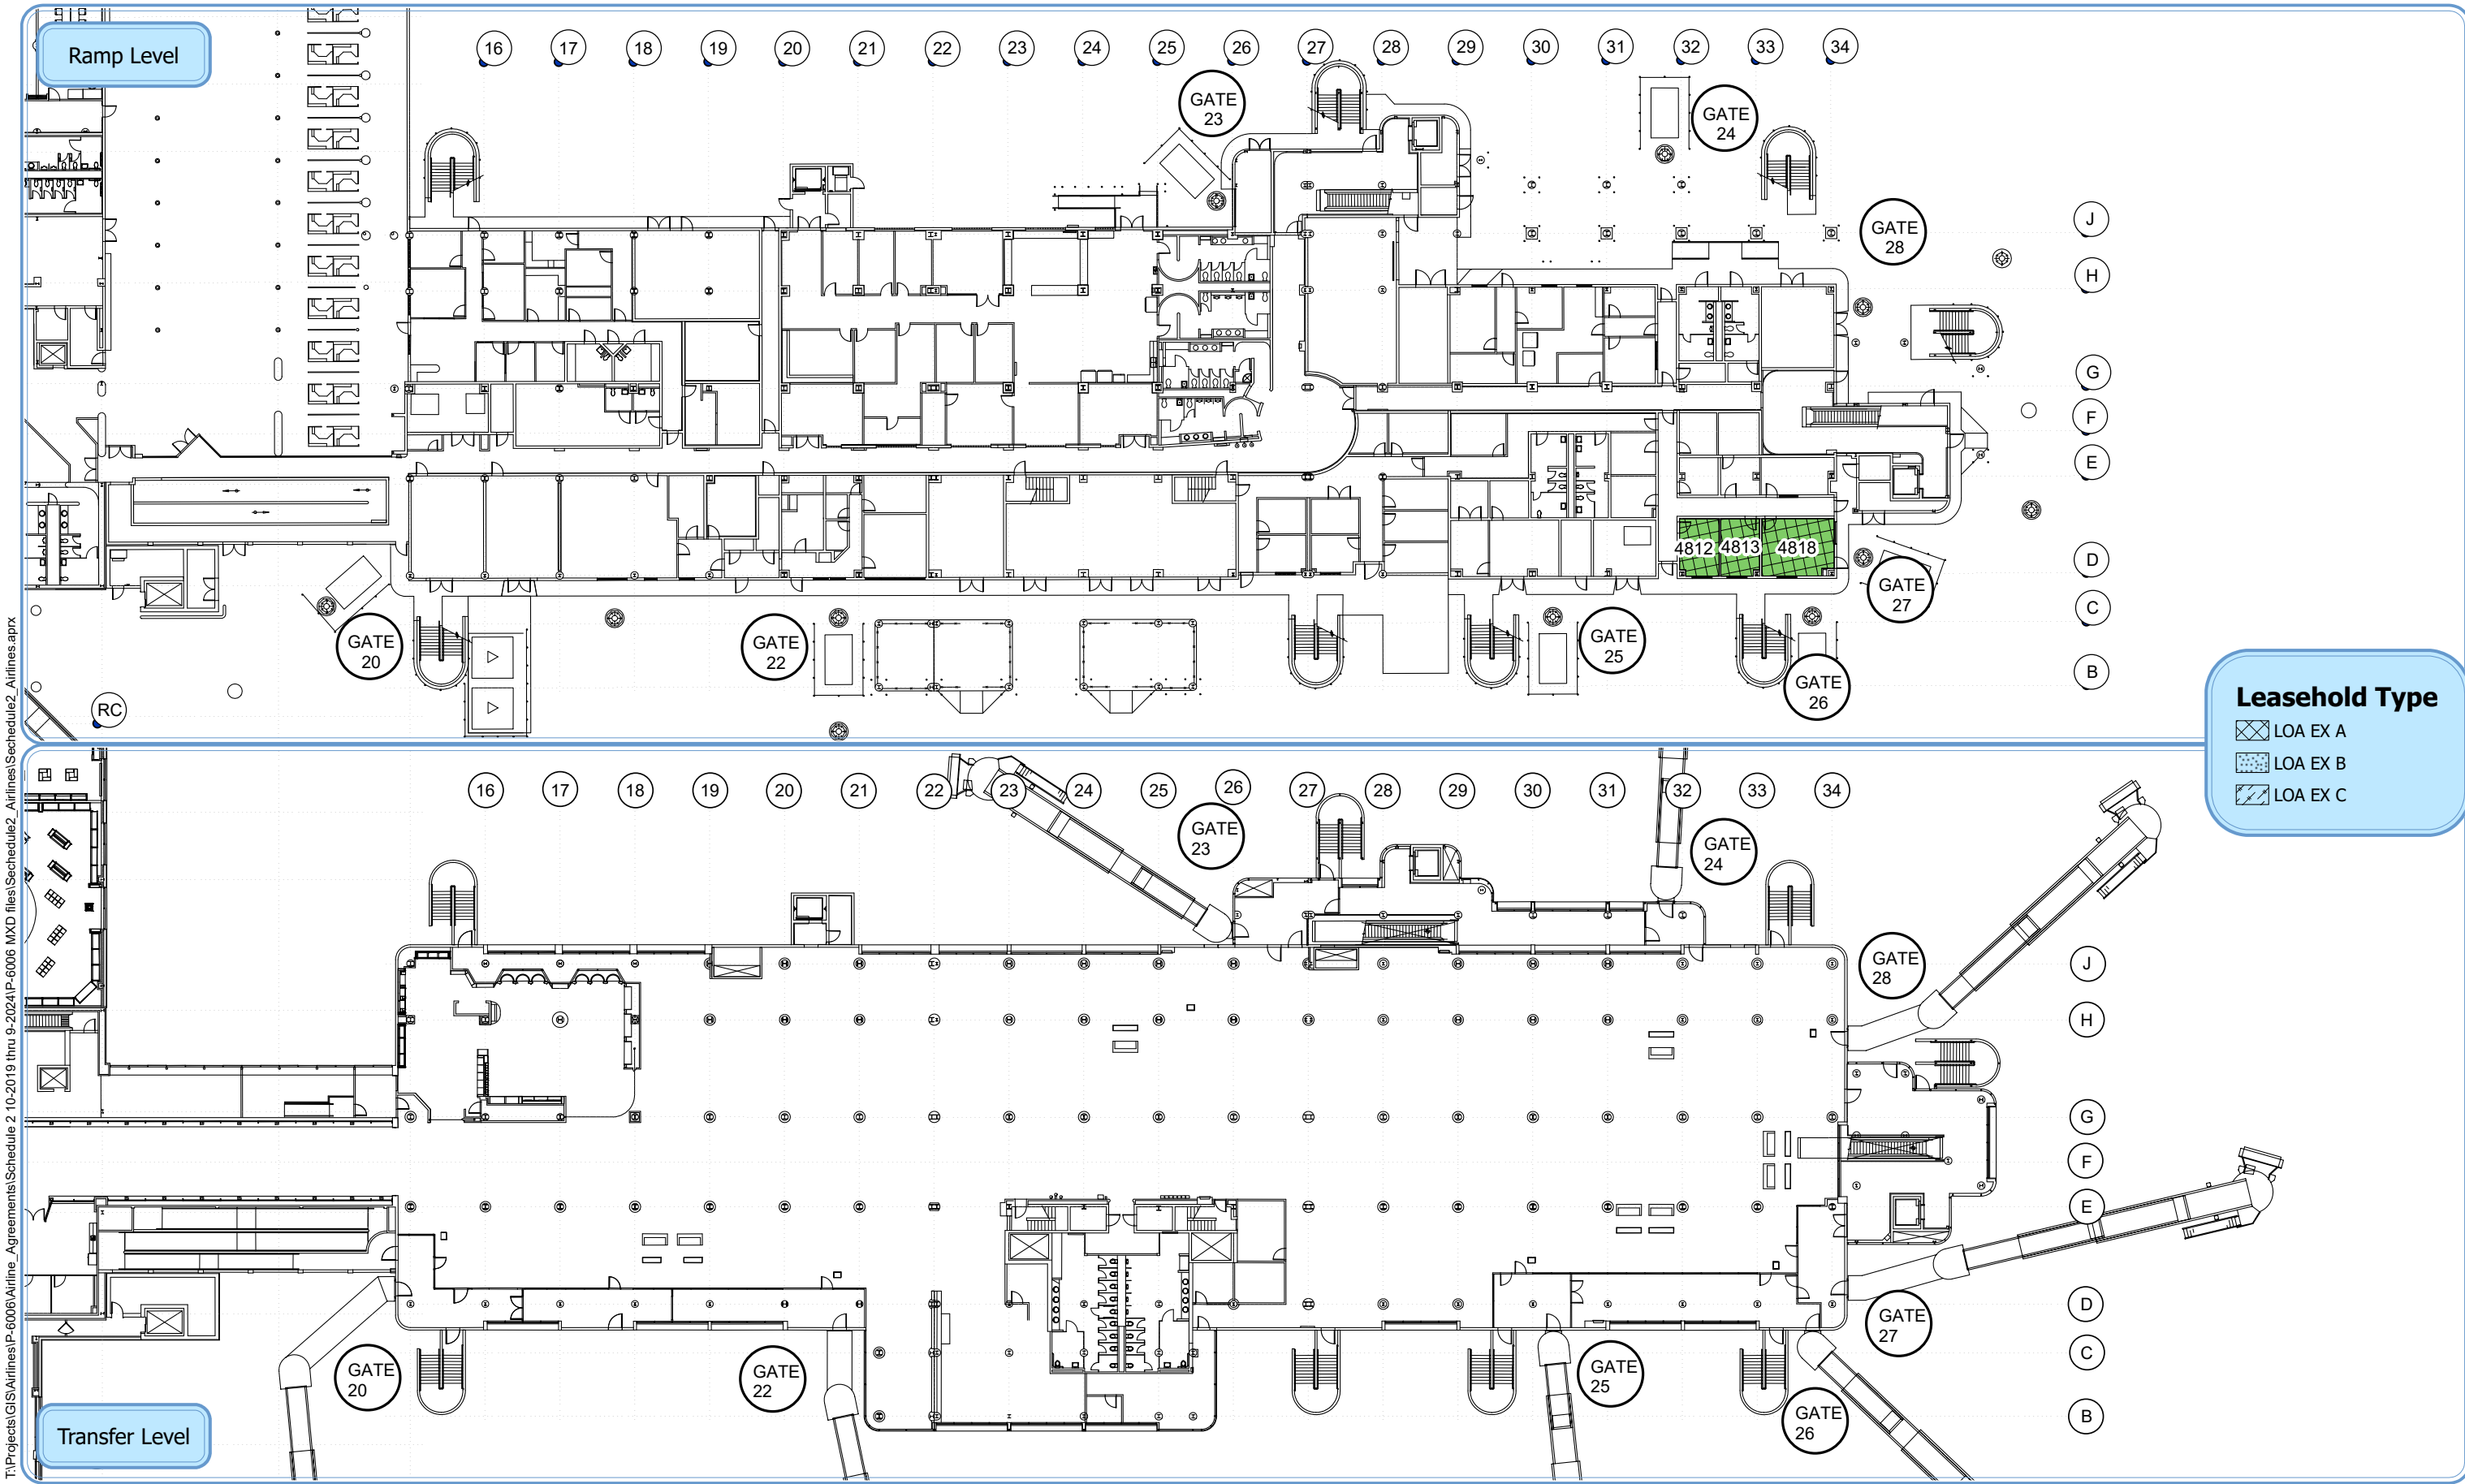 Ramp Level
16 17 18 19 20 21 22 23 24 25 26 27 28 29 30 31 32 33 34
GATE
23
GATE
24
GATE
28
J
H
G
F
E
D
C
B
4812 4813 4818
GATE
27
GATE
20
GATE
22
GATE
25
GATE
26
RC
Leasehold Type
LOA EX A
LOA EX B
LOA EX C
16 17 18 19 20 21 22 23 24 25 26 27 28 29 30 31 32 33 34
GATE
23
GATE
24
GATE
28
J
H
G
F
E
D
C
B
GATE
27
GATE
20
GATE
22
GATE
25
GATE
26
Transfer Level
T:\Projects\GIS\Airlines\P-6006\Airline_Agreements\Schedule 2 10-2019 thru 9-2024\P-6006 MXD files\Sechedule2_Airlines\Sechedule2_Airlines.aprx